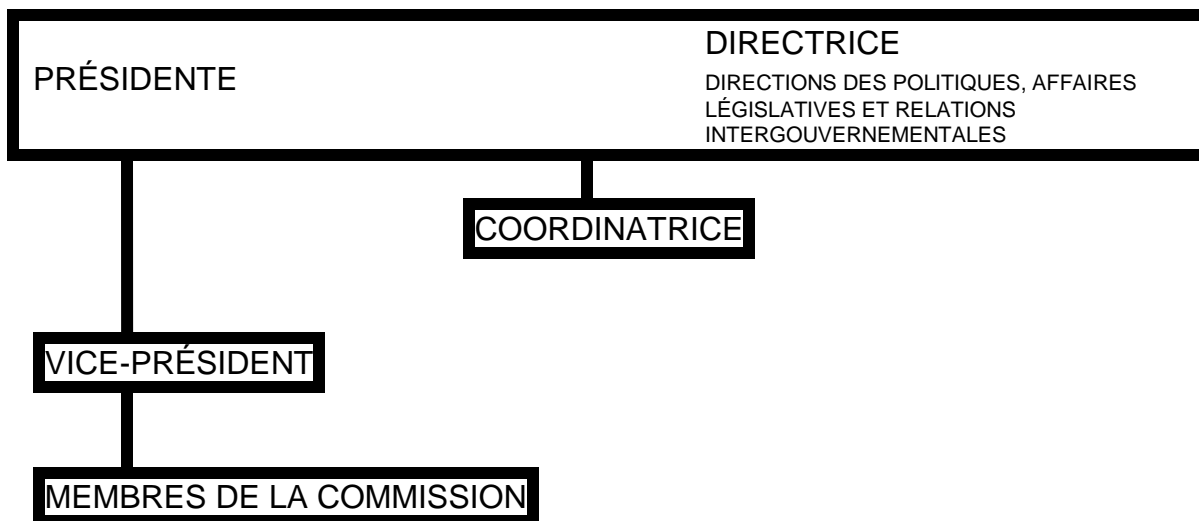 PRÉSIDENTE
DIRECTRICE
DIRECTIONS DES POLITIQUES, AFFAIRES
LÉGISLATIVES ET RELATIONS
INTERGOUVERNEMENTALES
COORDINATRICE
VICE-PRÉSIDENT
MEMBRES DE LA COMMISSION